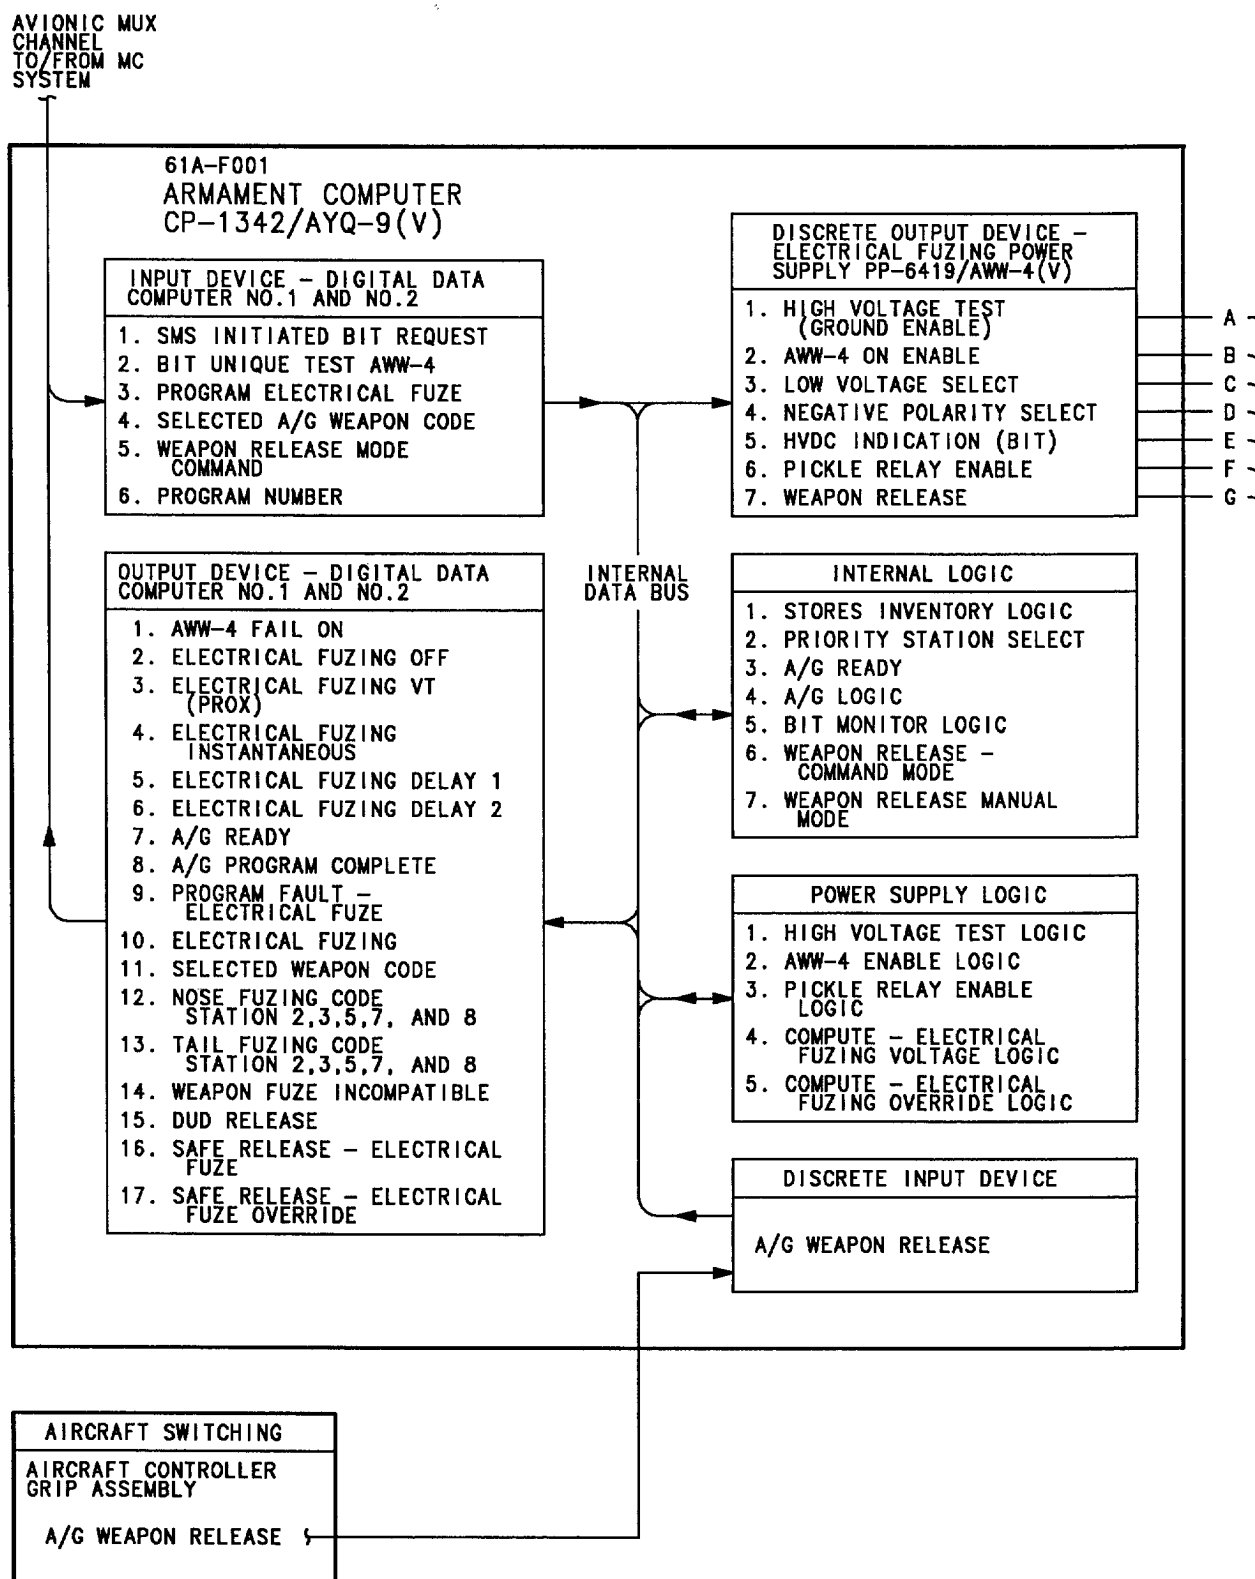 AVIONIC MUX
CHANNEL
TO/FROM MC
SYSTEM
61A-F001
ARMAMENT COMPUTER
CP-1342/AYQ-9(V)
INPUT DEVICE - DIGITAL DATA
COMPUTER NO.1 AND NO.2
1. SMS INITIATED BIT REQUEST
2. BIT UNIQUE TEST AWW-4
3. PROGRAM ELECTRICAL FUZE
4. SELECTED A/G WEAPON CODE
5. WEAPON RELEASE MODE
COMMAND
6. PROGRAM NUMBER
DISCRETE OUTPUT DEVICE -
ELECTRICAL FUZING POWER
SUPPLY PP-6419/AWW-4(V)
1. HIGH VOLTAGE TEST
(GROUND ENABLE)
2. AWW-4 ON ENABLE
3. LOW VOLTAGE SELECT
4. NEGATIVE POLARITY SELECT
5. HVDC INDICATION (BIT)
6. PICKLE RELAY ENABLE
7. WEAPON RELEASE
A
B
C
D
E
F
G
OUTPUT DEVICE - DIGITAL DATA
COMPUTER NO.1 AND NO.2
1. AWW-4 FAIL ON
2. ELECTRICAL FUZING OFF
3. ELECTRICAL FUZING VT
(PROX)
4. ELECTRICAL FUZING
INSTANTANEOUS
5. ELECTRICAL FUZING DELAY 1
6. ELECTRICAL FUZING DELAY 2
7. A/G READY
8. A/G PROGRAM COMPLETE
9. PROGRAM FAULT -
ELECTRICAL FUZE
10. ELECTRICAL FUZING
11. SELECTED WEAPON CODE
12. NOSE FUZING CODE
STATION 2,3,5,7, AND 8
13. TAIL FUZING CODE
STATION 2,3,5,7, AND 8
14. WEAPON FUZE INCOMPATIBLE
15. DUD RELEASE
16. SAFE RELEASE - ELECTRICAL
FUZE
17. SAFE RELEASE - ELECTRICAL
FUZE OVERRIDE
INTERNAL
DATA BUS
INTERNAL LOGIC
1. STORES INVENTORY LOGIC
2. PRIORITY STATION SELECT
3. A/G READY
4. A/G LOGIC
5. BIT MONITOR LOGIC
6. WEAPON RELEASE -
COMMAND MODE
7. WEAPON RELEASE MANUAL
MODE
POWER SUPPLY LOGIC
1. HIGH VOLTAGE TEST LOGIC
2. AWW-4 ENABLE LOGIC
3. PICKLE RELAY ENABLE
LOGIC
4. COMPUTE - ELECTRICAL
FUZING VOLTAGE LOGIC
5. COMPUTE - ELECTRICAL
FUZING OVERRIDE LOGIC
DISCRETE INPUT DEVICE
A/G WEAPON RELEASE
AIRCRAFT SWITCHING
AIRCRAFT CONTROLLER
GRIP ASSEMBLY
A/G WEAPON RELEASE